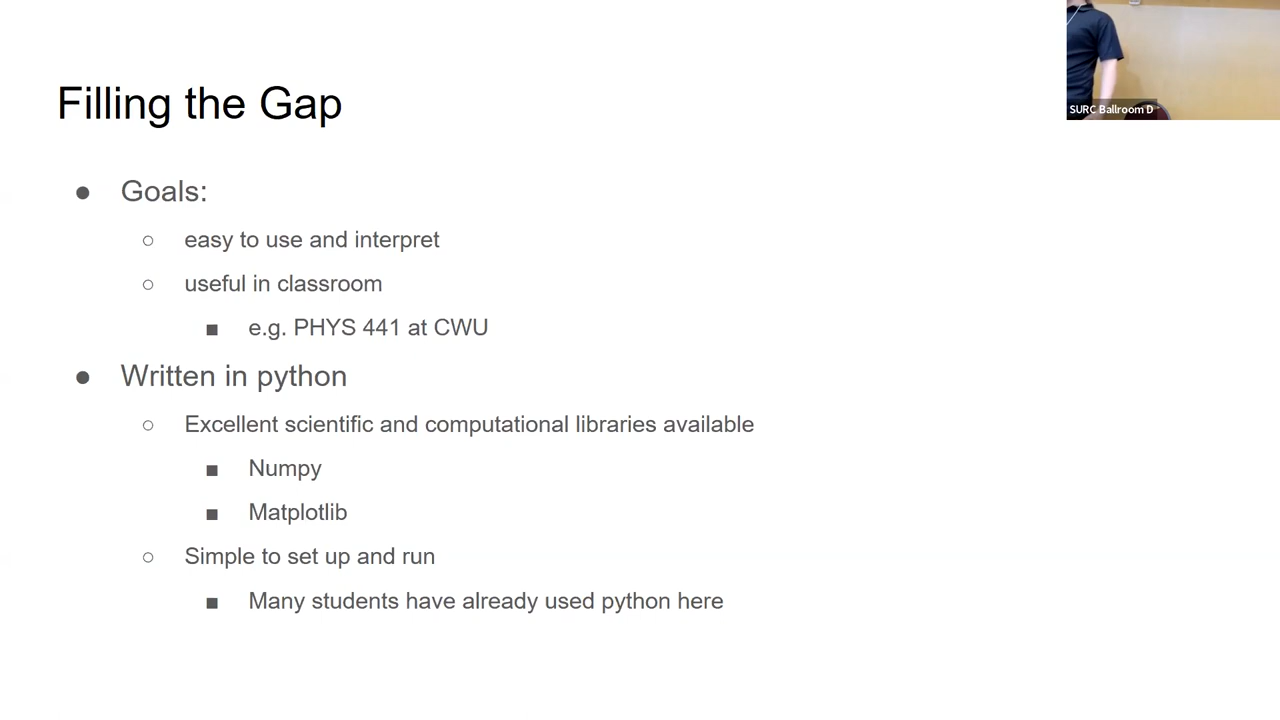 Filling the Gap
SURC Ballroom D
● Goals:
○ easy to use and interpret
○ useful in classroom
■ e.g. PHYS 441 at CWU
● Written in python
○ Excellent scientific and computational libraries available
■ Numpy
■ Matplotlib
○ Simple to set up and run
■ Many students have already used python here